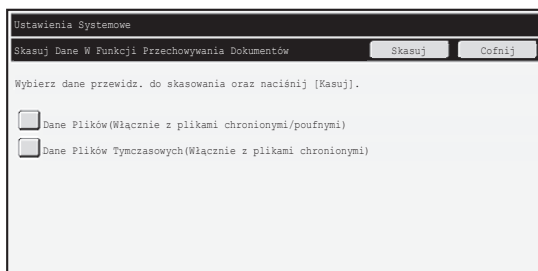 Ustawienia Systemowe
Skasuj Dane W Funkcji Przechowywania Dokumentów Skasuj Cofnij
Wybierz dane przewidz. do skasowania oraz naciśnij [Kasuj].
Dane Plików(Włącznie z plikami chronionymi/poufnymi)
Dane Plików Tymczasowych(Włącznie z plikami chronionymi)